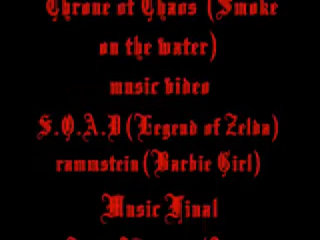 Throne of Chaos (Smoke
on the water)
music video
S.O.A.D (Legend of Zelda)
rammstein (Barbie Girl)
Music Final